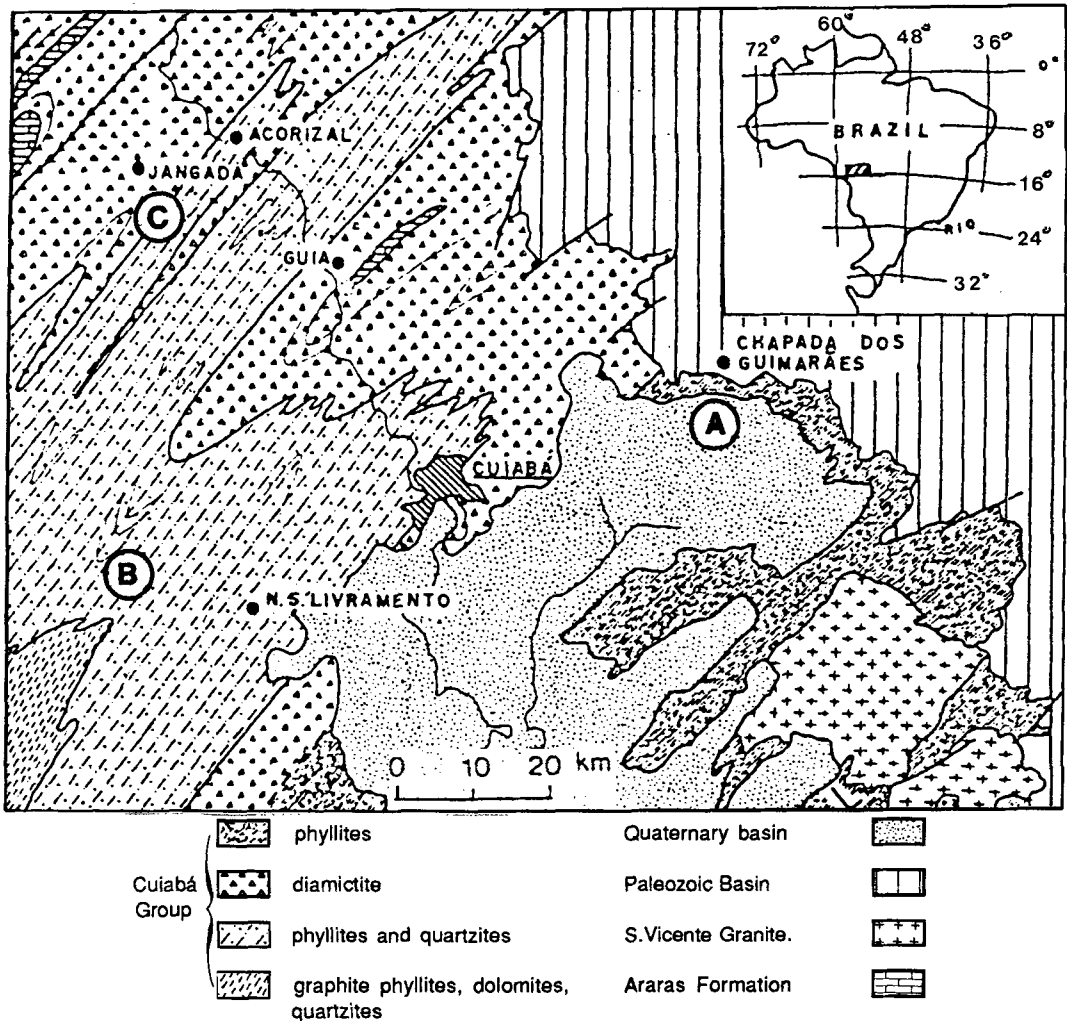 60°
72°
48°
36°
0°
BRAZIL
8°
16°
RIO
24°
32°
ACORIZAL
JANGADA
C
GUIA
CHAPADA DOS
GUIMARÃES
A
CUIABÁ
B
N.S. LIVRAMENTO
0 10 20 km
phyllites
Quaternary basin
Cuiabá
Group
diamictite
Paleozoic Basin
phyllites and quartzites
S.Vicente Granite.
graphite phyllites, dolomites,
quartzites
Araras Formation